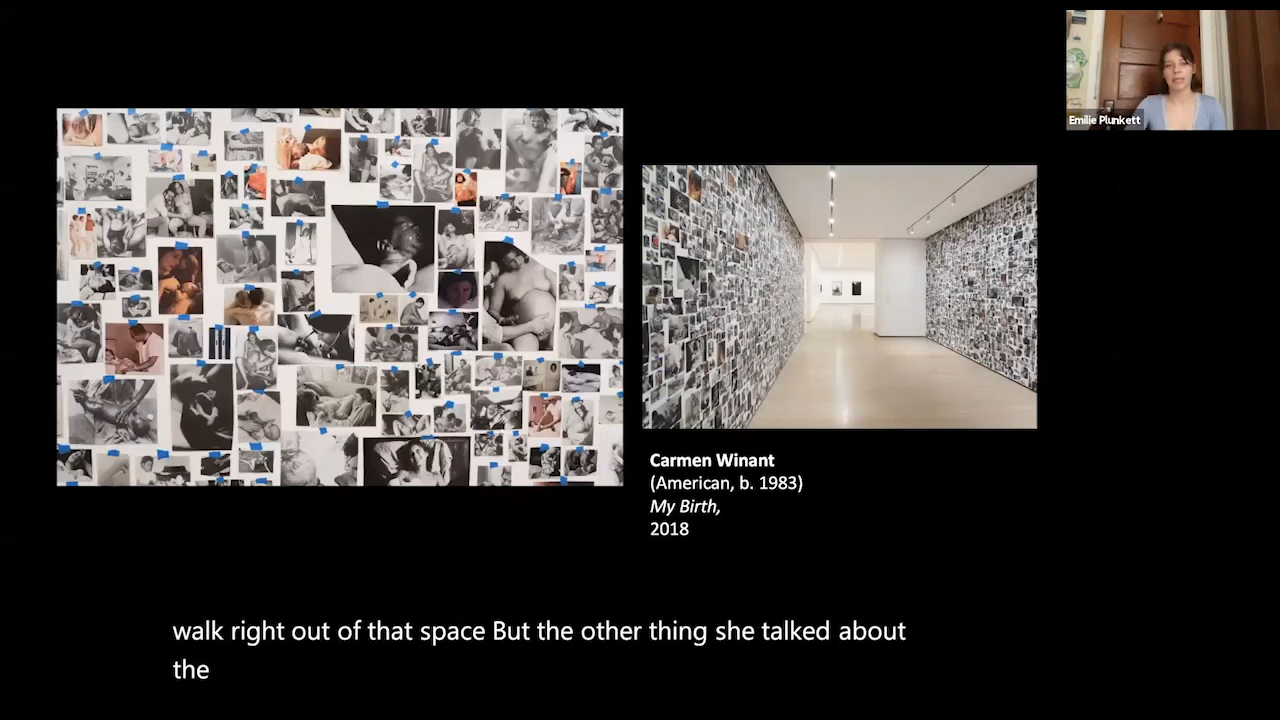 Emilie Plunkett
Carmen Winant
(American, b. 1983)
My Birth,
2018
walk right out of that space But the other thing she talked about
the